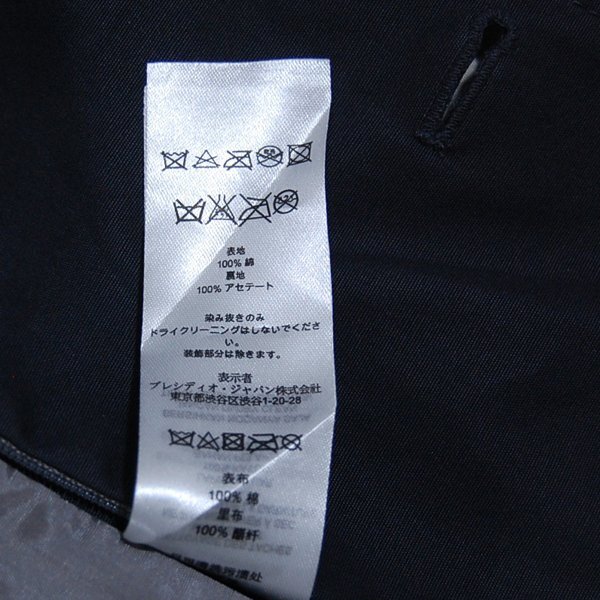 表地
100% 綿
裏地
100% アセテート
染み抜きのみ
ドライクリーニングはしないでくださ
い。
装飾部分は除きます。
表示者
プレシディオ・ジャパン株式会社
東京都渋谷区渋谷1-20-28
表布
100% 棉
里布
100% 醋纤